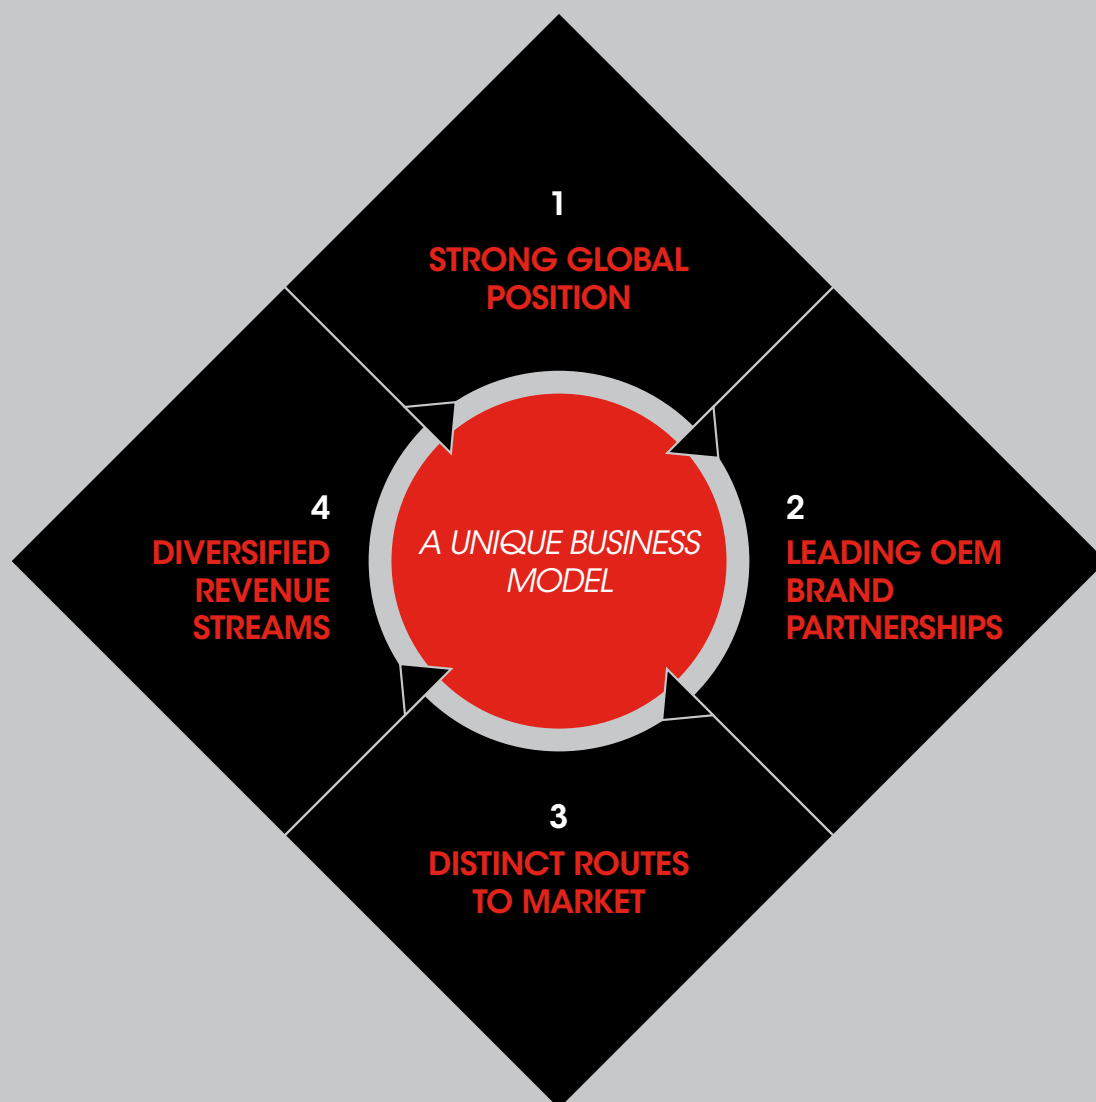 1
STRONG GLOBAL
POSITION
2
LEADING OEM
BRAND
PARTNERSHIPS
3
DISTINCT ROUTES
TO MARKET
4
DIVERSIFIED
REVENUE
STREAMS
A UNIQUE BUSINESS
MODEL